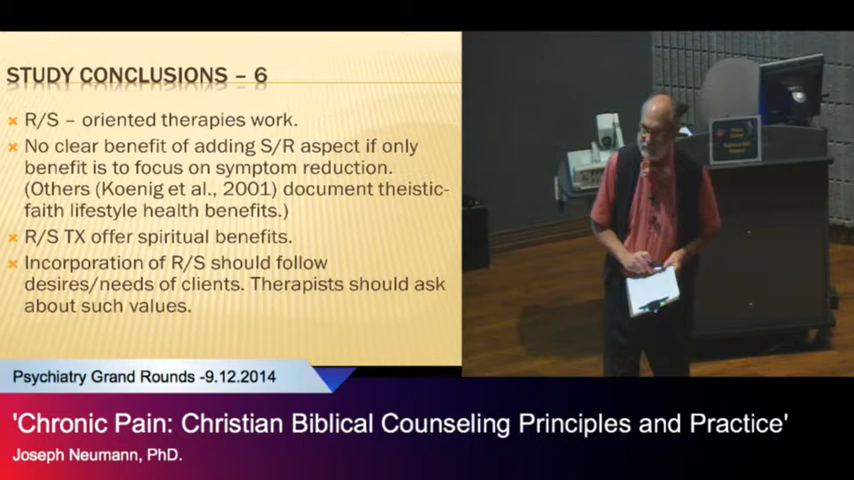 STUDY CONCLUSIONS – 6
R/S – oriented therapies work.
No clear benefit of adding S/R aspect if only
benefit is to focus on symptom reduction.
(Others (Koenig et al., 2001) document theistic-
faith lifestyle health benefits.)
R/S TX offer spiritual benefits.
Incorporation of R/S should follow
desires/needs of clients. Therapists should ask
about such values.
Psychiatry Grand Rounds -9.12.2014
'Chronic Pain: Christian Biblical Counseling Principles and Practice'
Joseph Neumann, PhD.